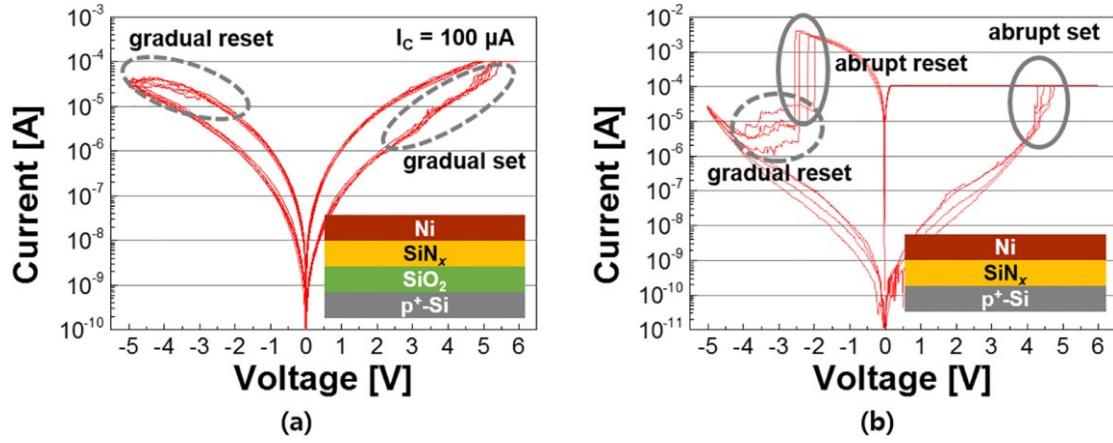 10⁻³
10⁻⁴
10⁻⁵
10⁻⁶
10⁻⁷
10⁻⁸
10⁻⁹
10⁻¹⁰
Current [A]
gradual reset
I_C = 100 µA
gradual set
Ni
SiNₓ
SiO₂
p⁺-Si
-5 -4 -3 -2 -1 0 1 2 3 4 5 6
Voltage [V]
(a)
10⁻²
10⁻³
10⁻⁴
10⁻⁵
10⁻⁶
10⁻⁷
10⁻⁸
10⁻⁹
10⁻¹⁰
10⁻¹¹
Current [A]
abrupt set
abrupt reset
gradual reset
Ni
SiNₓ
p⁺-Si
-5 -4 -3 -2 -1 0 1 2 3 4 5 6
Voltage [V]
(b)